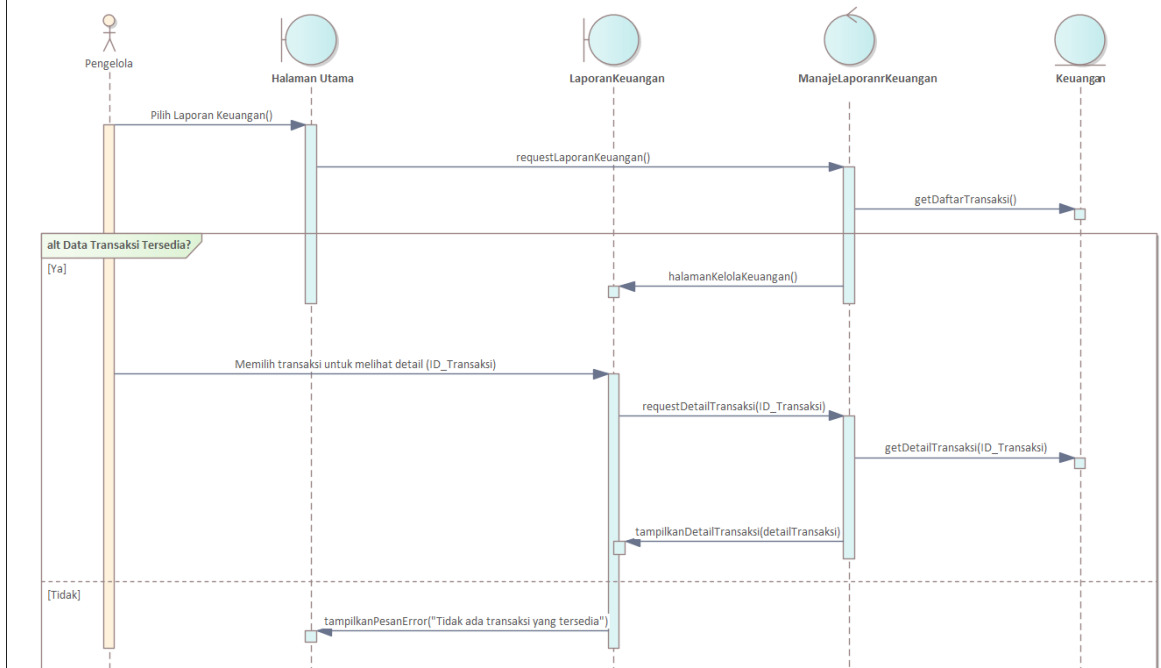 Pengelola
Halaman Utama
LaporanKeuangan
ManajeLaporanrKeuangan
Keuangan
Pilih Laporan Keuangan()
requestLaporanKeuangan()
getDaftarTransaksi()
alt Data Transaksi Tersedia?
[Ya]
halamanKelolaKeuangan()
Memilih transaksi untuk melihat detail (ID_Transaksi)
requestDetailTransaksi(ID_Transaksi)
getDetailTransaksi(ID_Transaksi)
tampilkanDetailTransaksi(detailTransaksi)
[Tidak]
tampilkanPesanError("Tidak ada transaksi yang tersedia")